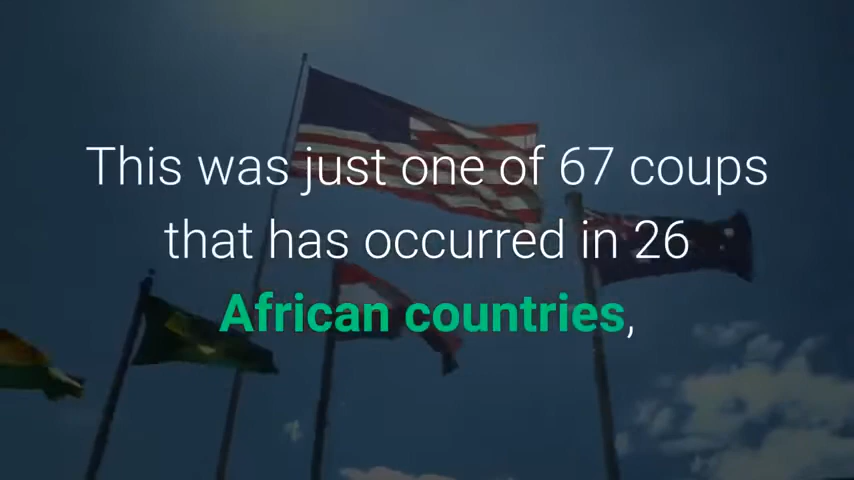 This was just one of 67 coups
that has occurred in 26
African countries,